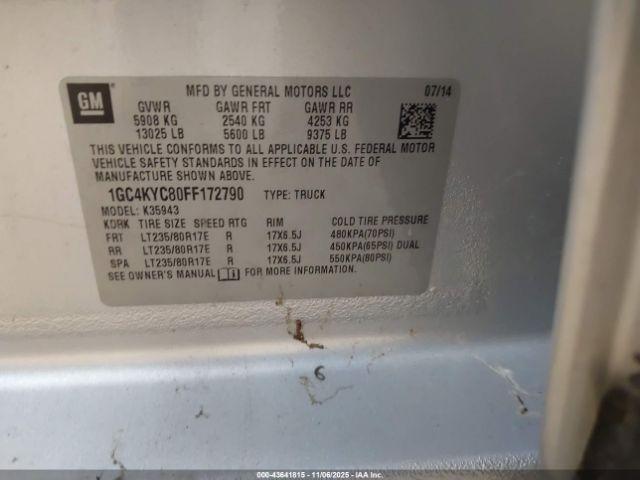 GM
MFD BY GENERAL MOTORS LLC 07/14
GVWR GAWR FRT GAWR RR
5908 KG 2540 KG 4253 KG
13025 LB 5600 LB 9375 LB
THIS VEHICLE CONFORMS TO ALL APPLICABLE U.S. FEDERAL MOTOR
VEHICLE SAFETY STANDARDS IN EFFECT ON THE DATE OF
MANUFACTURE SHOWN ABOVE.
1GC4KYC80FF172790 TYPE: TRUCK
MODEL: K35943
KDRK TIRE SIZE SPEED RTG RIM COLD TIRE PRESSURE
FRT LT235/80R17E R 17X6.5J 480KPA(70PSI)
RR LT235/80R17E R 17X6.5J 450KPA(65PSI) DUAL
SPA LT235/80R17E R 17X6.5J 550KPA(80PSI)
SEE OWNER'S MANUAL FOR MORE INFORMATION.
6
00-43641815 - 11/06/2025 - IAA Inc.